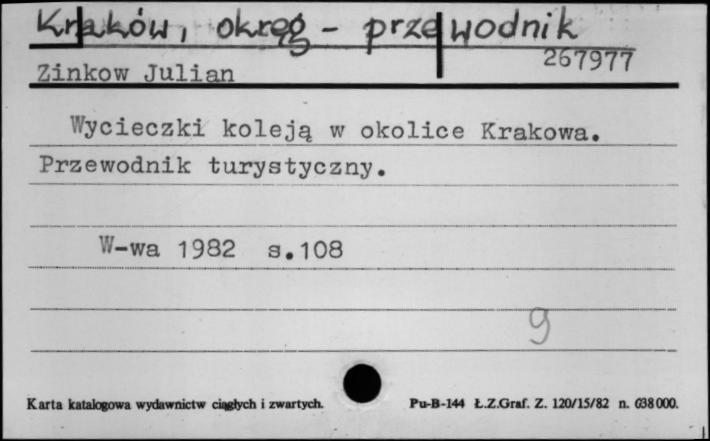 Kraków, okręg - przewodnik
267977
Zinkow Julian
Wycieczki koleją w okolice Krakowa.
Przewodnik turystyczny.
W-wa 1982 s.108
9
Karta katalogowa wydawnictw ciągłych i zwartych.
Pu-B-144 Ł.Z.Graf. Z. 120/15/82 n. 038000.